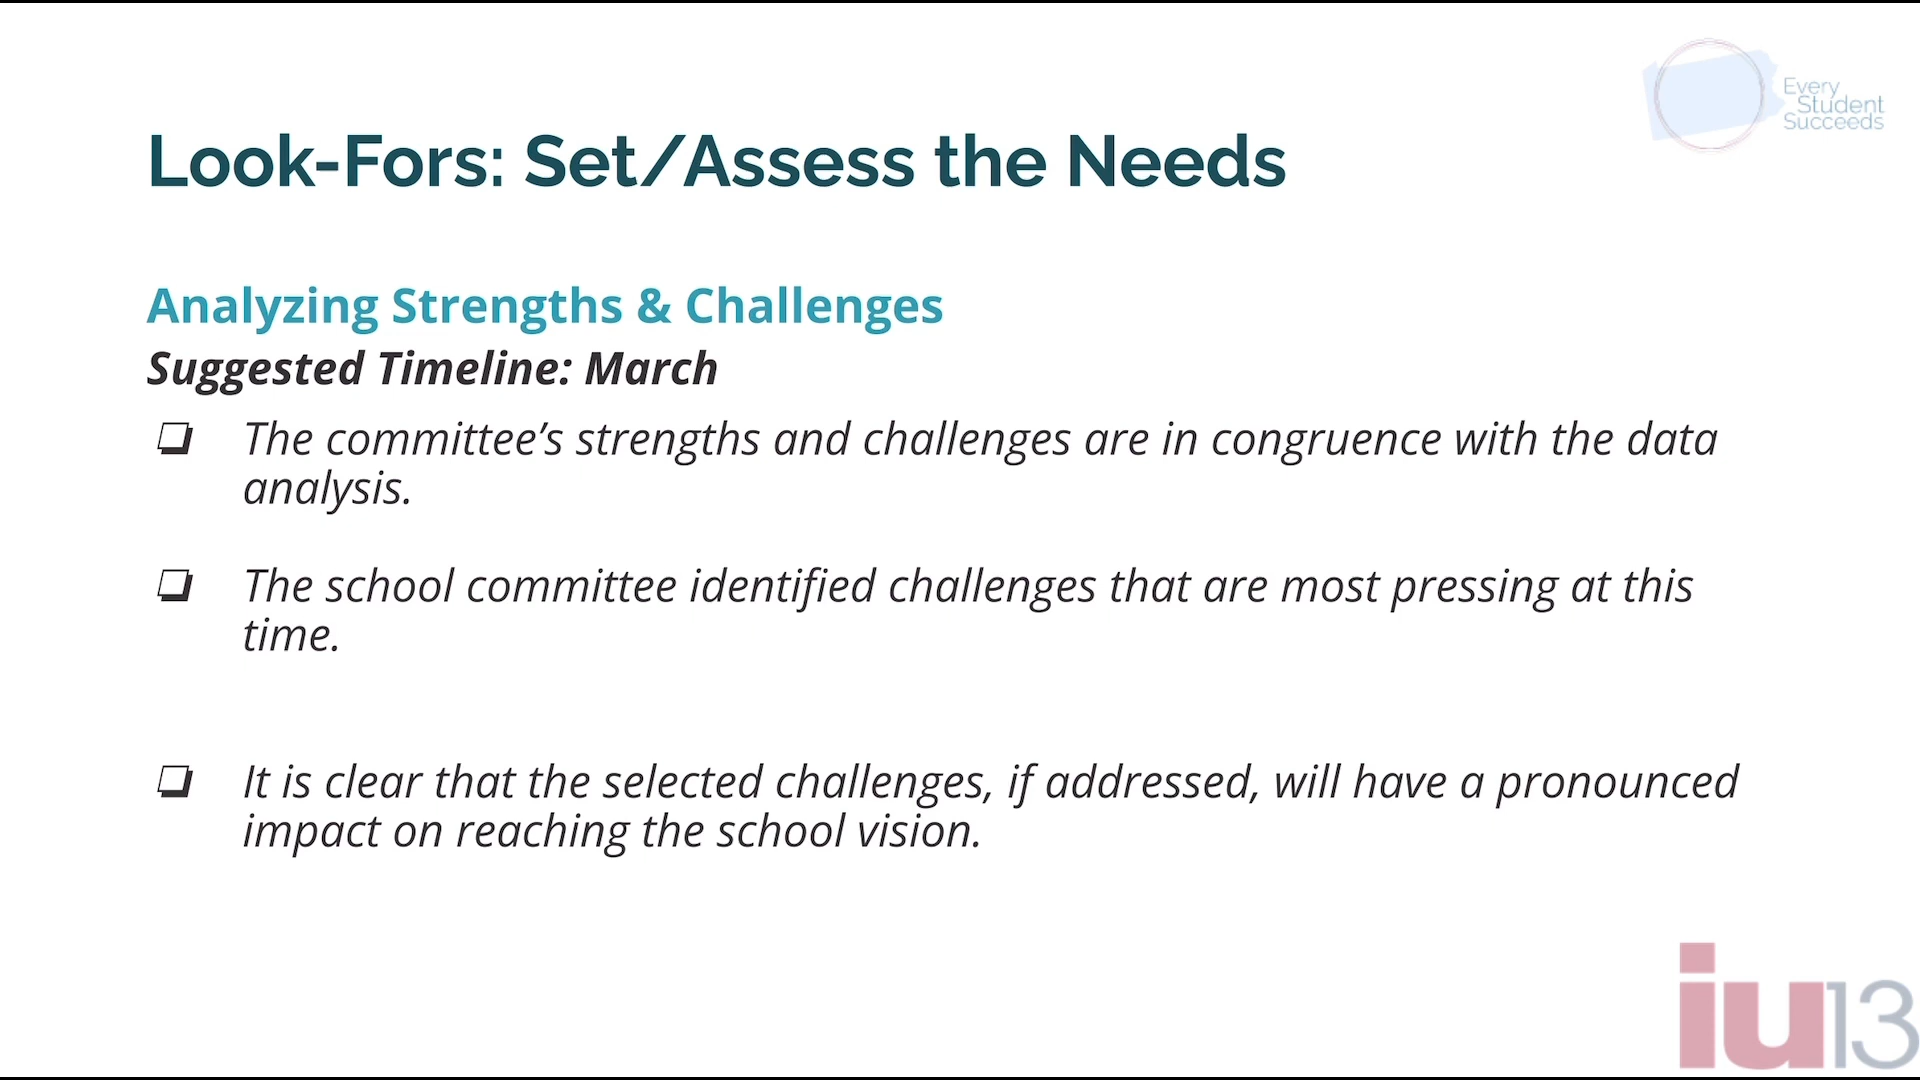 Every
Student
Succeeds
Look-Fors: Set/Assess the Needs
Analyzing Strengths & Challenges
Suggested Timeline: March
❏ The committee’s strengths and challenges are in congruence with the data
analysis.
❏ The school committee identified challenges that are most pressing at this
time.
❏ It is clear that the selected challenges, if addressed, will have a pronounced
impact on reaching the school vision.
iu13